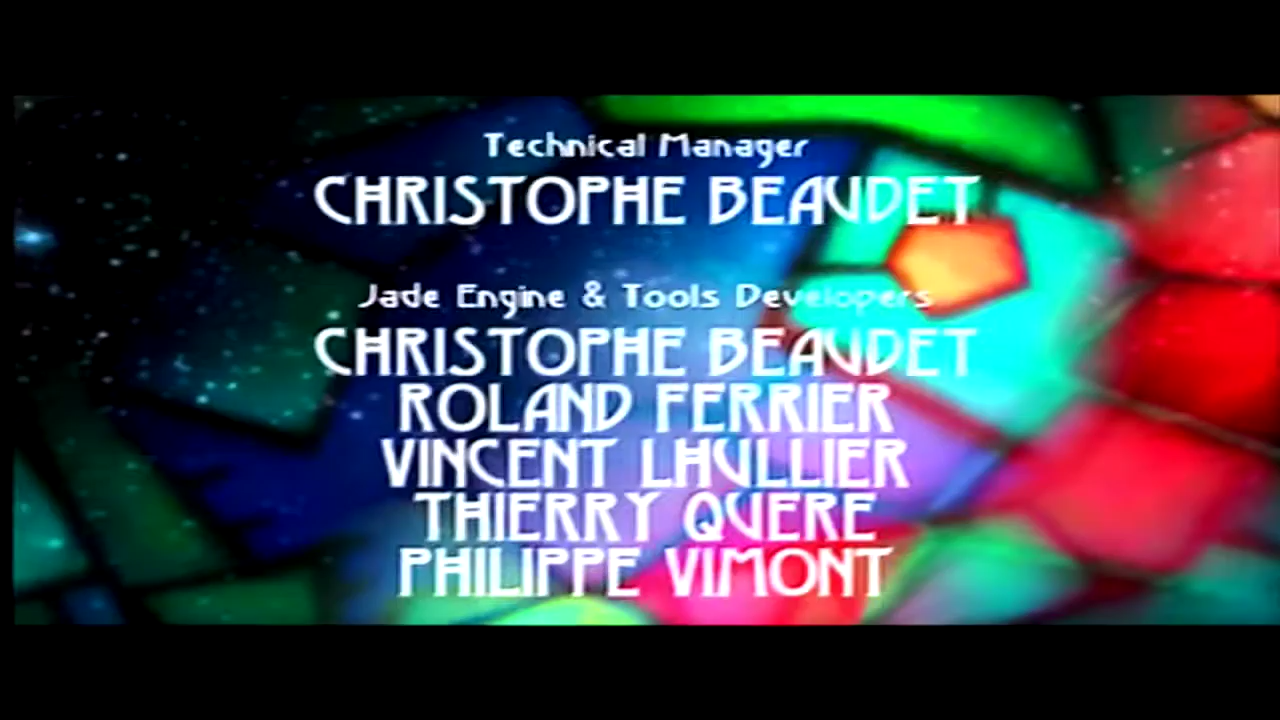 Technical Manager
CHRISTOPHE BEAUDET
Jade Engine & Tools Developers
CHRISTOPHE BEAUDET
ROLAND FERRIER
VINCENT LHULLIER
THIERRY QUERE
PHILIPPE VIMONT